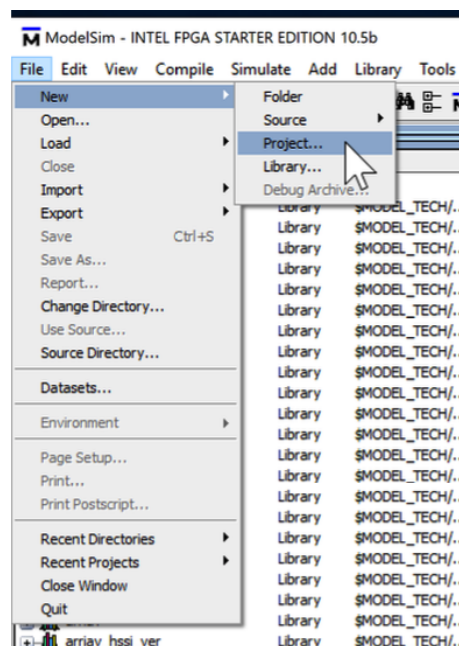 ModelSim - INTEL FPGA STARTER EDITION 10.5b
File Edit View Compile Simulate Add Library Tools
New
Folder
Open...
Source
Load
Project...
Close
Library...
Import
Debug Archive...
Export
Library $MODEL_TECH/..
Save Ctrl+S
Library $MODEL_TECH/..
Save As...
Library $MODEL_TECH/..
Report...
Library $MODEL_TECH/..
Change Directory...
Library $MODEL_TECH/..
Use Source...
Library $MODEL_TECH/..
Source Directory...
Library $MODEL_TECH/..
Library $MODEL_TECH/..
Datasets...
Library $MODEL_TECH/..
Library $MODEL_TECH/..
Environment
Library $MODEL_TECH/..
Library $MODEL_TECH/..
Page Setup...
Library $MODEL_TECH/..
Print...
Library $MODEL_TECH/..
Print Postscript...
Library $MODEL_TECH/..
Library $MODEL_TECH/..
Recent Directories
Library $MODEL_TECH/..
Recent Projects
Library $MODEL_TECH/..
Close Window
Library $MODEL_TECH/..
Quit
Library $MODEL_TECH/..
Library $MODEL_TECH/..
arriav_hssi_ver Library $MODEL_TECH/..